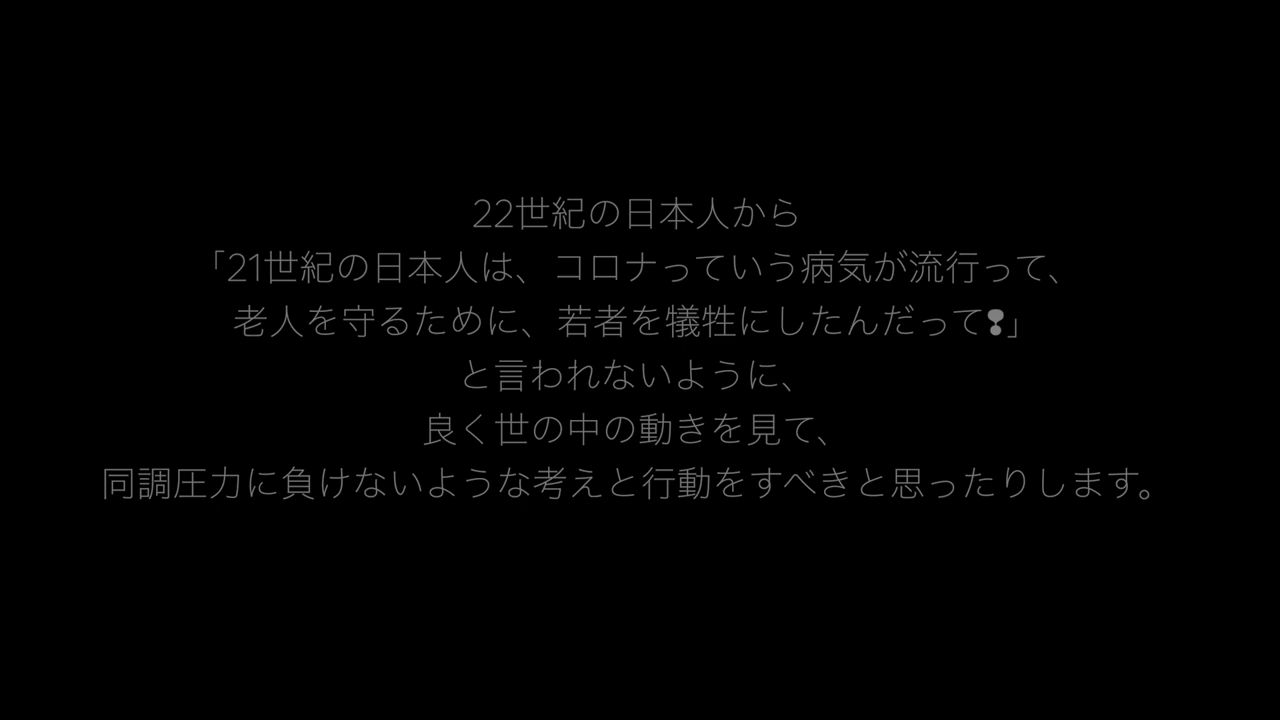 22世紀の日本人から
「21世紀の日本人は、コロナっていう病気が流行って、
老人を守るために、若者を犠牲にしたんだって❢」
と言われないように、
良く世の中の動きを見て、
同調圧力に負けないような考えと行動をすべきと思ったりします。